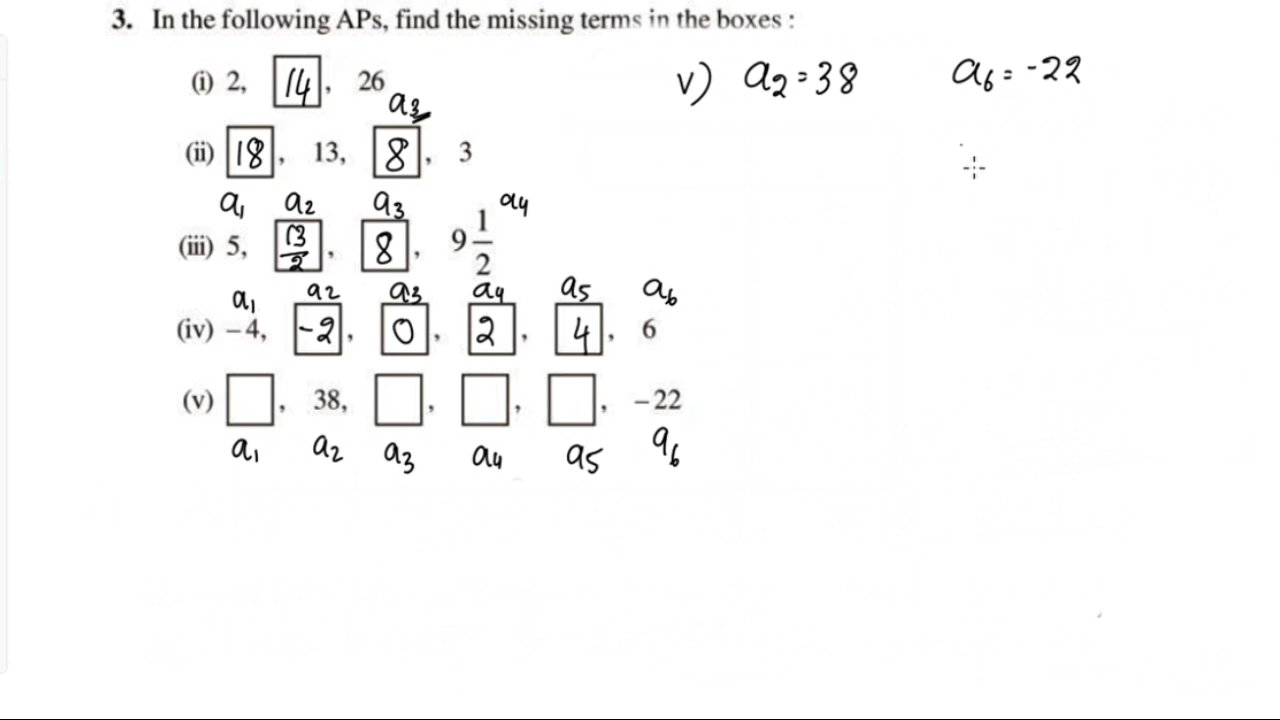 3. In the following APs, find the missing terms in the boxes :
(i) 2, 14, 26
v) a2 = 38 a6 = -22
a3
(ii) 18, 13, 8, 3
a1 a2 a3 a4
(iii) 5, 13/2, 8, 9 1/2
a1 a2 a3 a4 a5 a6
(iv) – 4, -2, 0, 2, 4, 6
(v) , 38, , , , – 22
a1 a2 a3 a4 a5 a6